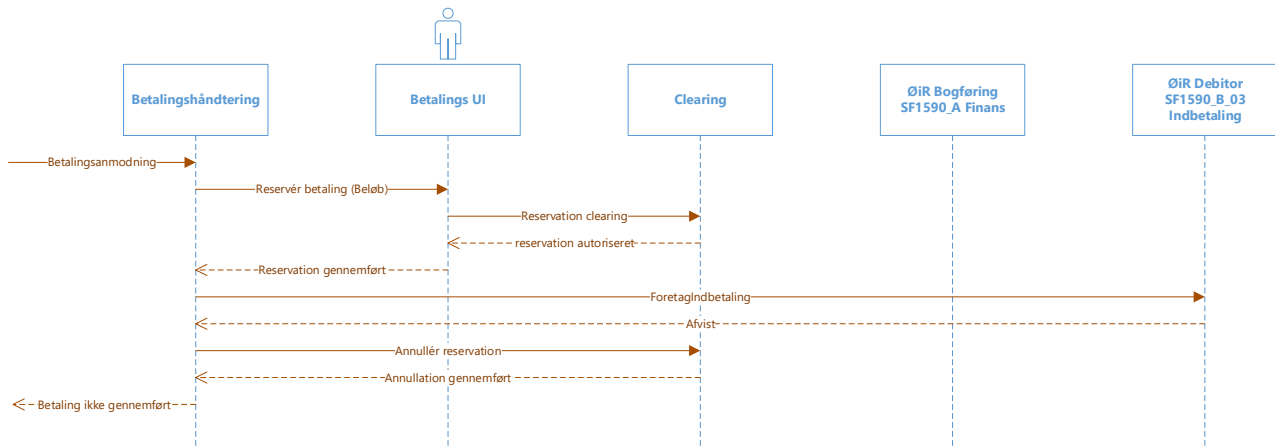 Betalingshåndtering
Betalings UI
Clearing
ØiR Bogføring
SF1590_A Finans
ØiR Debitor
SF1590_B_03
Indbetaling
Betalingsanmodning
Reservér betaling (Beløb)
Reservation clearing
reservation autoriseret
Reservation gennemført
ForetagIndbetaling
Afvist
Annullér reservation
Annullation gennemført
Betaling ikke gennemført